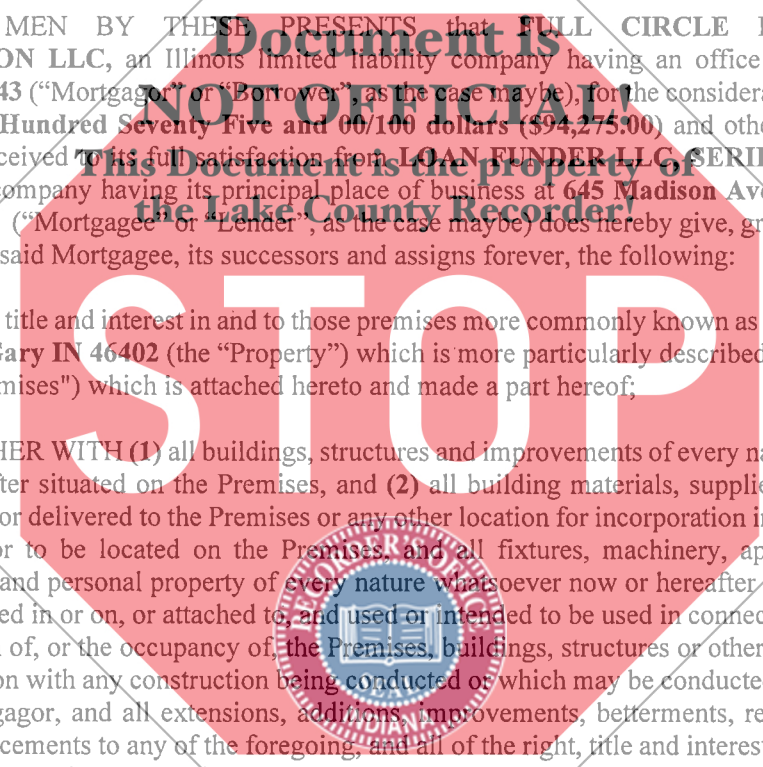 MEN BY THESE PRESENTS that FULL CIRCLE
ON LLC, an Illinois limited liability company having an office
43 (“Mortgagor” or “Borrower”, as the case maybe), for the considera
Hundred Seventy Five and 00/100 dollars ($94,275.00) and othe
ceived to its full satisfaction from LOAN FUNDER LLC, SERIE
company having its principal place of business at 645 Madison Ave
(“Mortgagee” or “Lender”, as the case maybe) does hereby give, gr
said Mortgagee, its successors and assigns forever, the following:
Document is
NOT OFFICIAL!
This Document is the property of
the Lake County Recorder!
title and interest in and to those premises more commonly known as
Gary IN 46402 (the “Property”) which is more particularly described
mises") which is attached hereto and made a part hereof;
STOP
HER WITH (1) all buildings, structures and improvements of every na
fter situated on the Premises, and (2) all building materials, supplie
or delivered to the Premises or any other location for incorporation in
or to be located on the Premises, and all fixtures, machinery, ap
and personal property of every nature whatsoever now or hereafter
ed in or on, or attached to, and used or intended to be used in connec
of, or the occupancy of, the Premises, buildings, structures or other
on with any construction being conducted or which may be conducte
gagor, and all extensions, additions, improvements, betterments, re
cements to any of the foregoing, and all of the right, title and interest
RECORDER'S OFFICE
SEAL
INDIANA